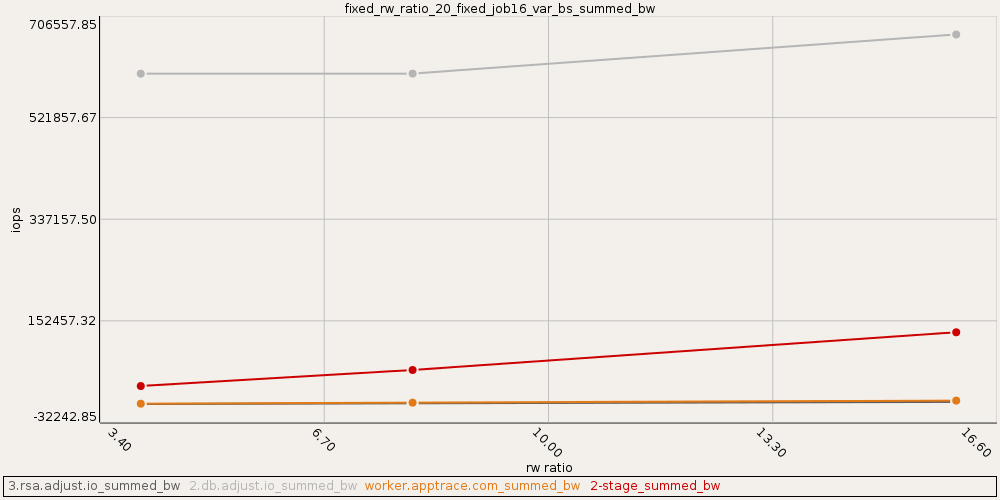 fixed_rw_ratio_20_fixed_job16_var_bs_summed_bw
706557.85
521857.67
337157.50
152457.32
-32242.85
iops
3.40 6.70 10.00 13.30 16.60
rw ratio
3.rsa.adjust.io_summed_bw 2.db.adjust.io_summed_bw worker.apptrace.com_summed_bw 2-stage_summed_bw